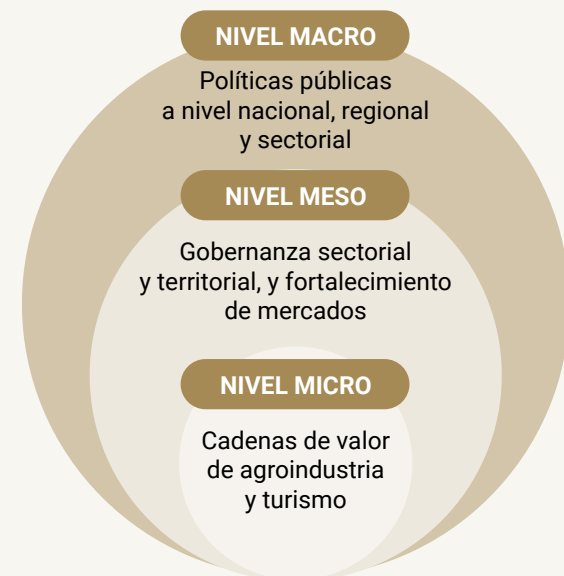 NIVEL MACRO
Políticas públicas
a nivel nacional, regional
y sectorial
NIVEL MESO
Gobernanza sectorial
y territorial, y fortalecimiento
de mercados
NIVEL MICRO
Cadenas de valor
de agroindustria
y turismo